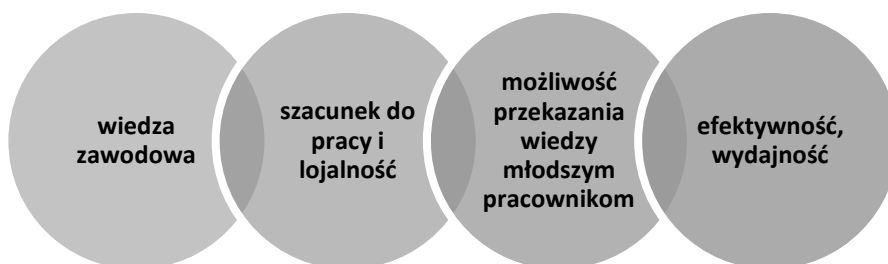 wiedza
zawodowa
szacunek do
pracy i
lojalność
możliwość
przekazania
wiedzy
młodszym
pracownikom
efektywność,
wydajność